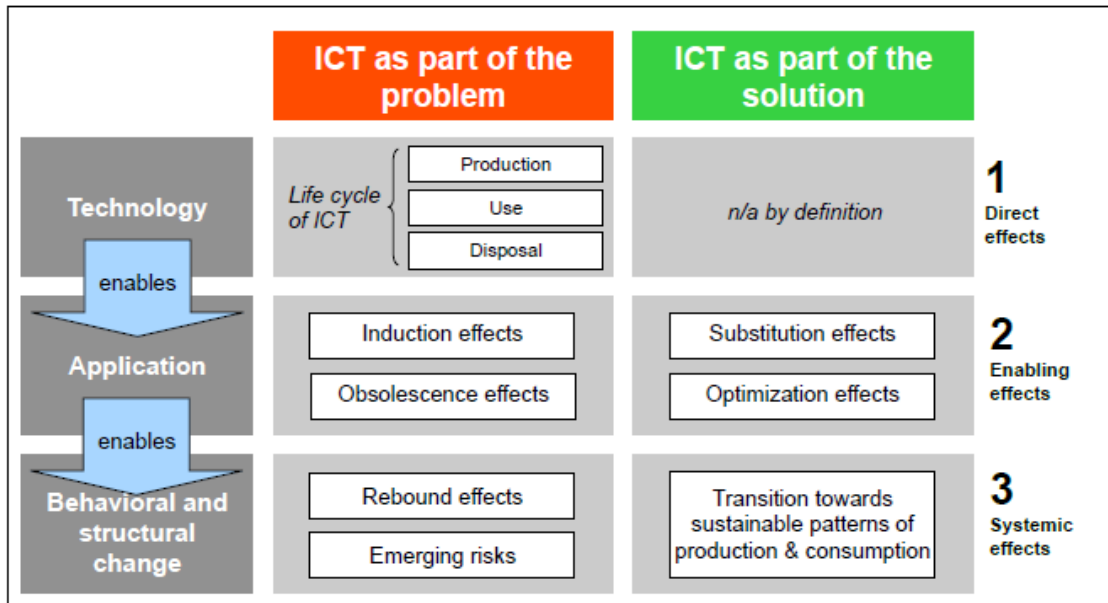 ICT as part of the
problem
ICT as part of the
solution
Technology
Life cycle
of ICT
Production
Use
Disposal
n/a by definition
1
Direct
effects
enables
Application
Induction effects
Obsolescence effects
Substitution effects
Optimization effects
2
Enabling
effects
enables
Behavioral and
structural
change
Rebound effects
Emerging risks
Transition towards
sustainable patterns of
production & consumption
3
Systemic
effects